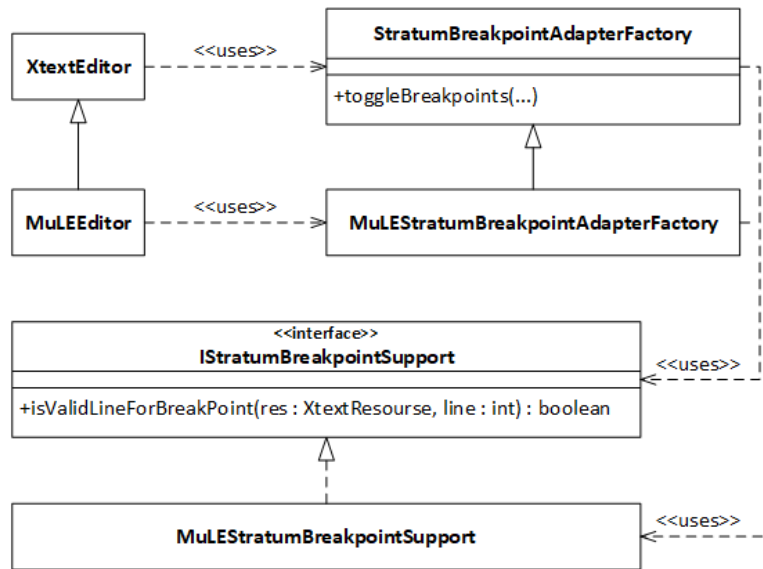 StratumBreakpointAdapterFactory
<<uses>>
XtextEditor
+toggleBreakpoints(...)
<<uses>>
MuLEEditor
MuLEStratumBreakpointAdapterFactory
<<interface>>
IStratumBreakpointSupport
<<uses>>
+isValidLineForBreakPoint(res : XtextResourse, line : int) : boolean
<<uses>>
MuLEStratumBreakpointSupport